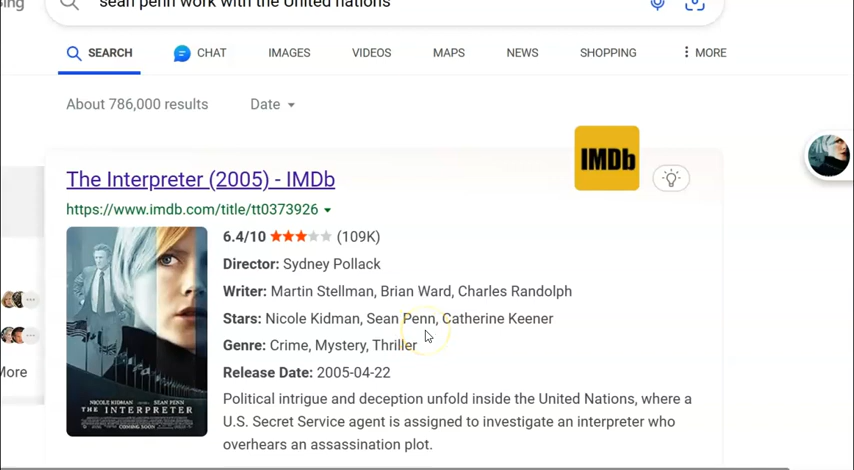 ing
sean penn work with the United nations
SEARCH CHAT IMAGES VIDEOS MAPS NEWS SHOPPING MORE
About 786,000 results Date
IMDb
The Interpreter (2005) - IMDb
https://www.imdb.com/title/tt0373926
6.4/10 (109K)
Director: Sydney Pollack
Writer: Martin Stellman, Brian Ward, Charles Randolph
Stars: Nicole Kidman, Sean Penn, Catherine Keener
Genre: Crime, Mystery, Thriller
Release Date: 2005-04-22
Political intrigue and deception unfold inside the United Nations, where a
U.S. Secret Service agent is assigned to investigate an interpreter who
overhears an assassination plot.
NICOLE KIDMAN SEAN PENN
THE INTERPRETER
COMING SOON
More